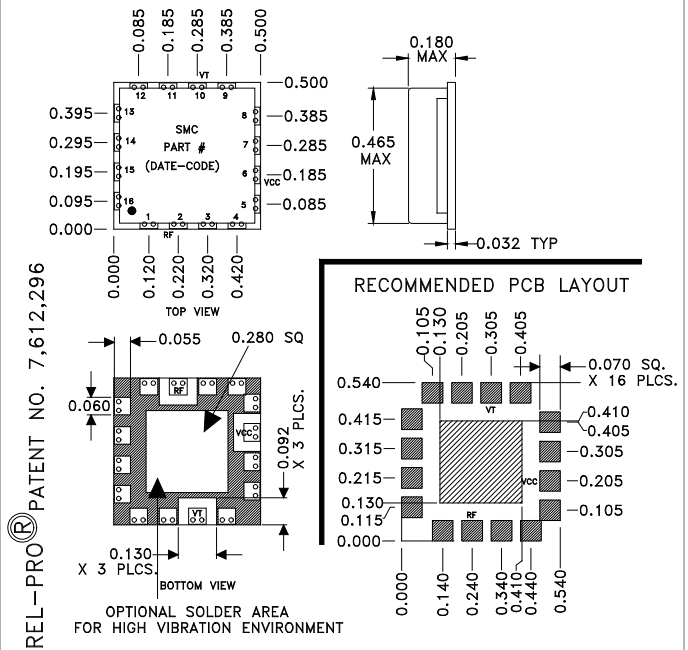 0.085
0.185
0.285
0.385
0.500
VT
12
11
10
9
0.500
0.395
13
8
0.385
0.295
14
7
0.285
SMC
PART #
(DATE-CODE)
0.195
15
6
0.185
VCC
0.095
16
5
0.085
0.000
1
2
3
4
RF
0.000
0.120
0.220
0.320
0.420
TOP VIEW
0.180
MAX
0.465
MAX
0.032 TYP
REL-PRO® PATENT NO. 7,612,296
0.055
0.280 SQ
0.060
RF
VCC
VT
0.092
X 3 PLCS.
0.130
X 3 PLCS.
BOTTOM VIEW
OPTIONAL SOLDER AREA
FOR HIGH VIBRATION ENVIRONMENT
RECOMMENDED PCB LAYOUT
0.105
0.130
0.205
0.305
0.405
0.070 SQ.
X 16 PLCS.
0.540
VT
0.415
0.410
0.405
0.315
0.305
0.215
VCC
0.205
0.130
0.115
0.105
RF
0.000
0.000
0.140
0.240
0.340
0.410
0.440
0.540